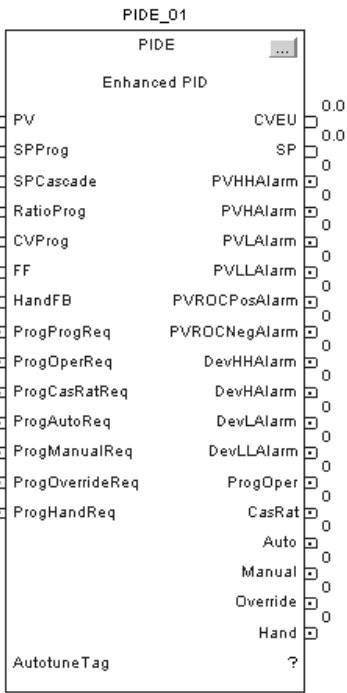 PIDE_01
PIDE ...
Enhanced PID
0.0
PV CVEU
0.0
SPProg SP
0
SPCascade PVHHAlarm
0
RatioProg PVHAlarm
0
CVProg PVLAlarm
0
FF PVLLAlarm
0
HandFB PVROCPosAlarm
0
ProgProgReq PVROCNegAlarm
0
ProgOperReq DevHHAlarm
0
ProgCasRatReq DevHAlarm
0
ProgAutoReq DevLAlarm
0
ProgManualReq DevLLAlarm
0
ProgOverrideReq ProgOper
0
ProgHandReq CasRat
0
Auto
0
Manual
0
Override
0
Hand
AutotuneTag ?